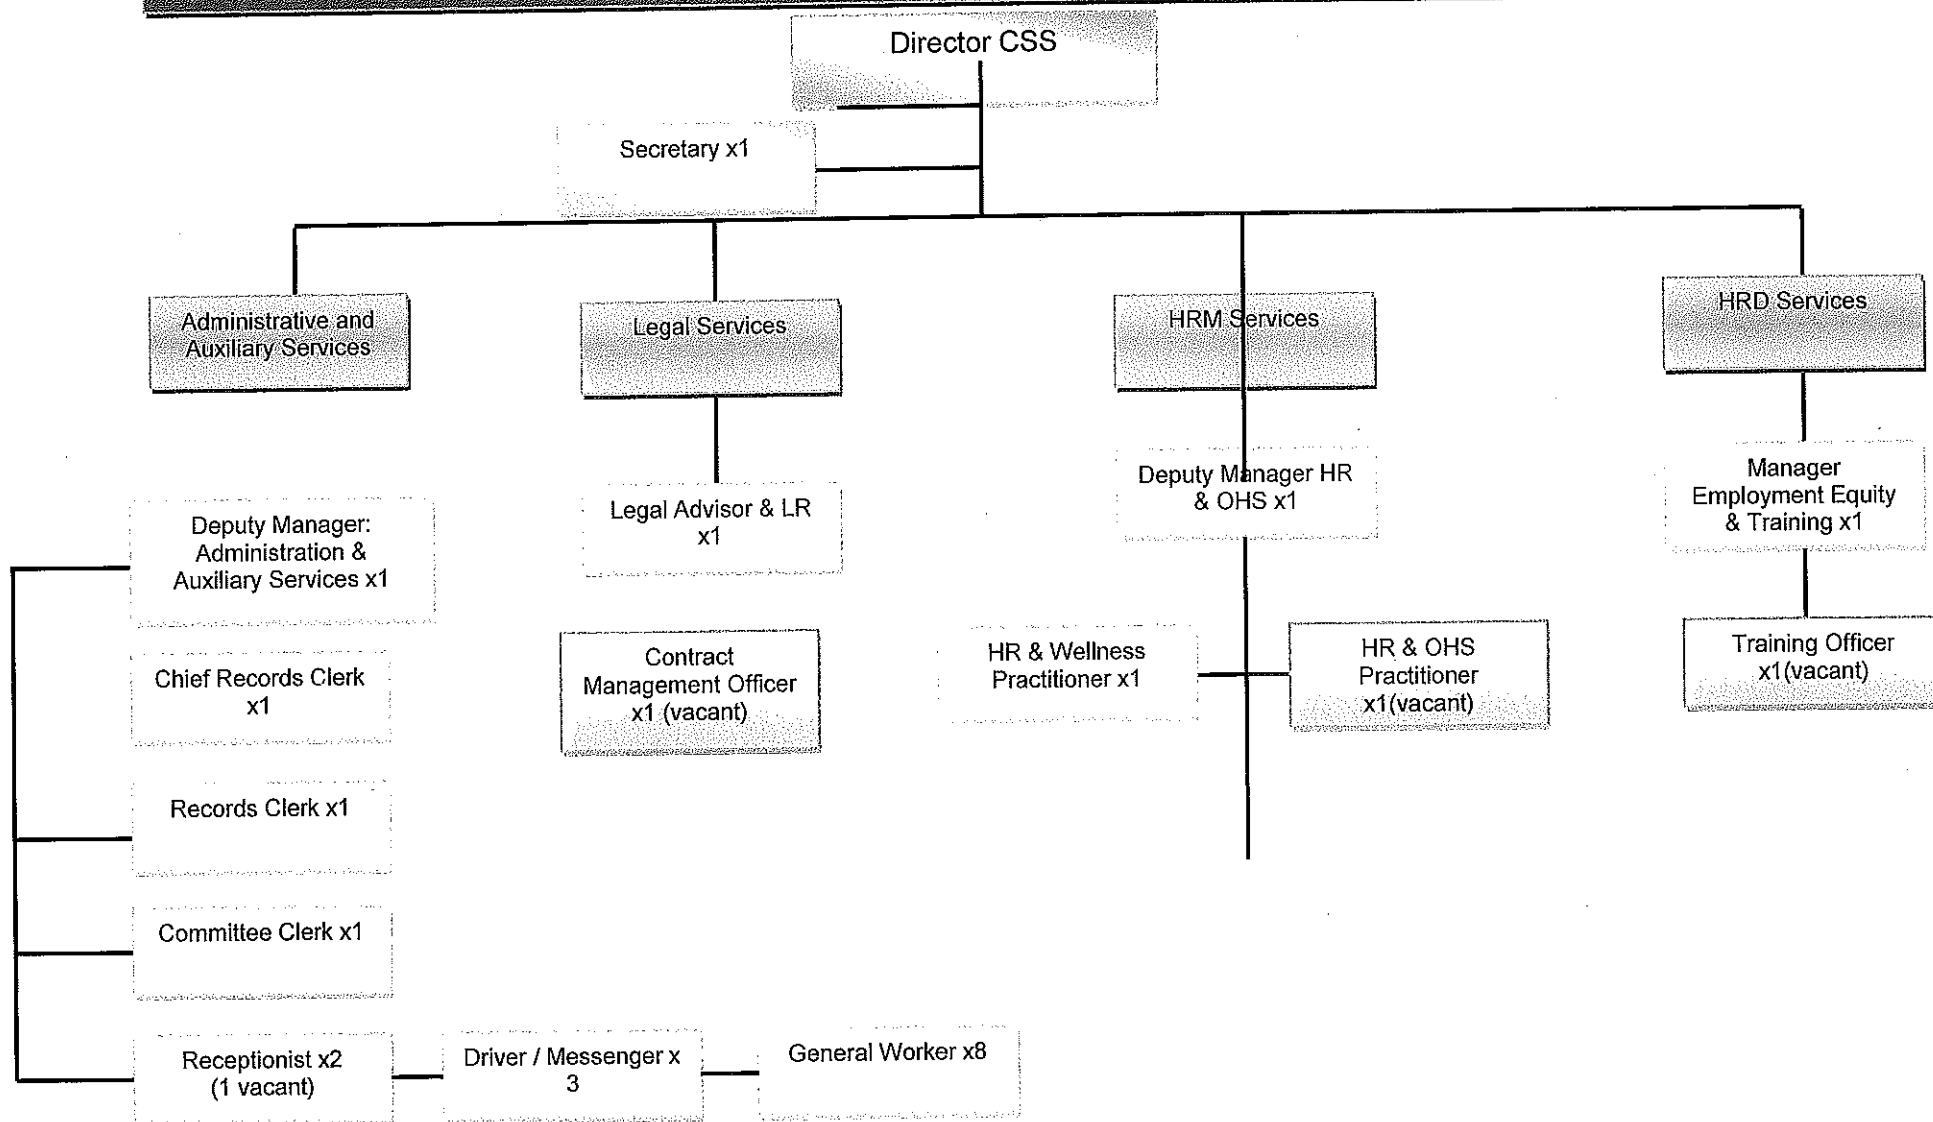 Director CSS
Secretary x1
Administrative and
Auxiliary Services
Legal Services
HRM Services
HRD Services
Deputy Manager:
Administration &
Auxiliary Services x1
Legal Advisor & LR
x1
Deputy Manager HR
& OHS x1
Manager
Employment Equity
& Training x1
Chief Records Clerk
x1
Contract
Management Officer
x1 (vacant)
HR & Wellness
Practitioner x1
HR & OHS
Practitioner
x1(vacant)
Training Officer
x1(vacant)
Records Clerk x1
Committee Clerk x1
Receptionist x2
(1 vacant)
Driver / Messenger x
3
General Worker x8